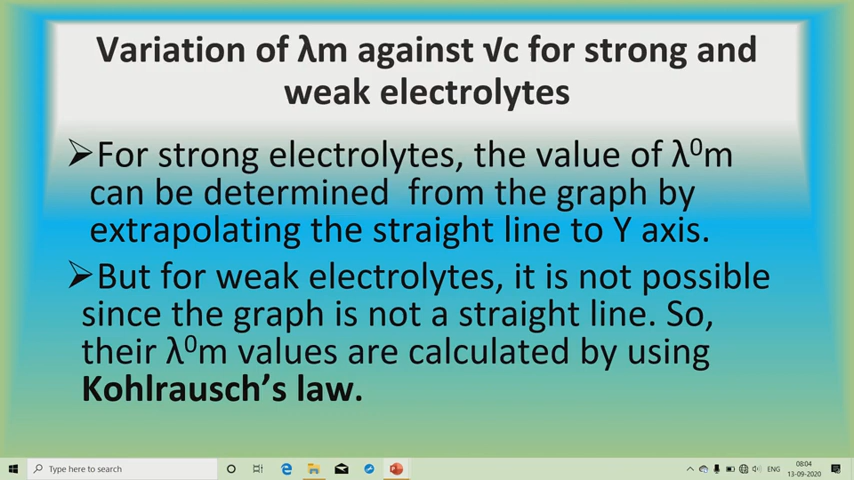 Variation of λm against √c for strong and
weak electrolytes
➢For strong electrolytes, the value of λ⁰m
can be determined from the graph by
extrapolating the straight line to Y axis.
➢But for weak electrolytes, it is not possible
since the graph is not a straight line. So,
their λ⁰m values are calculated by using
Kohlrausch’s law.
Type here to search
ENG
08:04
13-09-2020